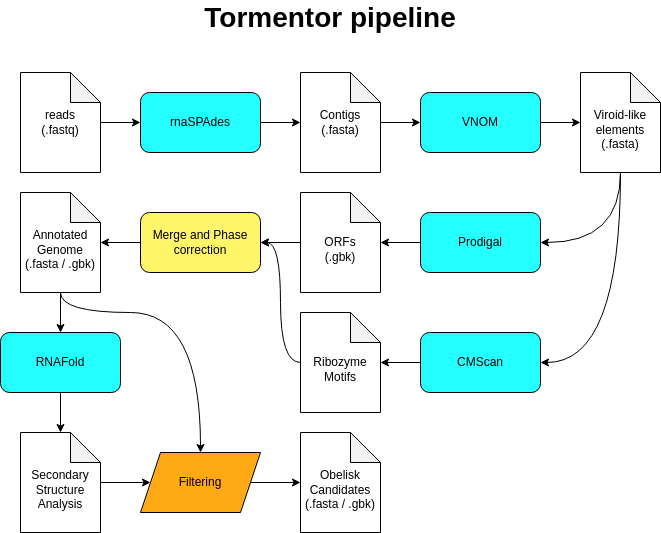 Tormentor pipeline
reads
(.fastq)
rnaSPAdes
Contigs
(.fasta)
VNOM
Viroid-like
elements
(.fasta)
Annotated
Genome
(.fasta / .gbk)
Merge and Phase
correction
ORFs
(.gbk)
Prodigal
RNAFold
Ribozyme
Motifs
CMScan
Secondary
Structure
Analysis
Filtering
Obelisk
Candidates
(.fasta / .gbk)